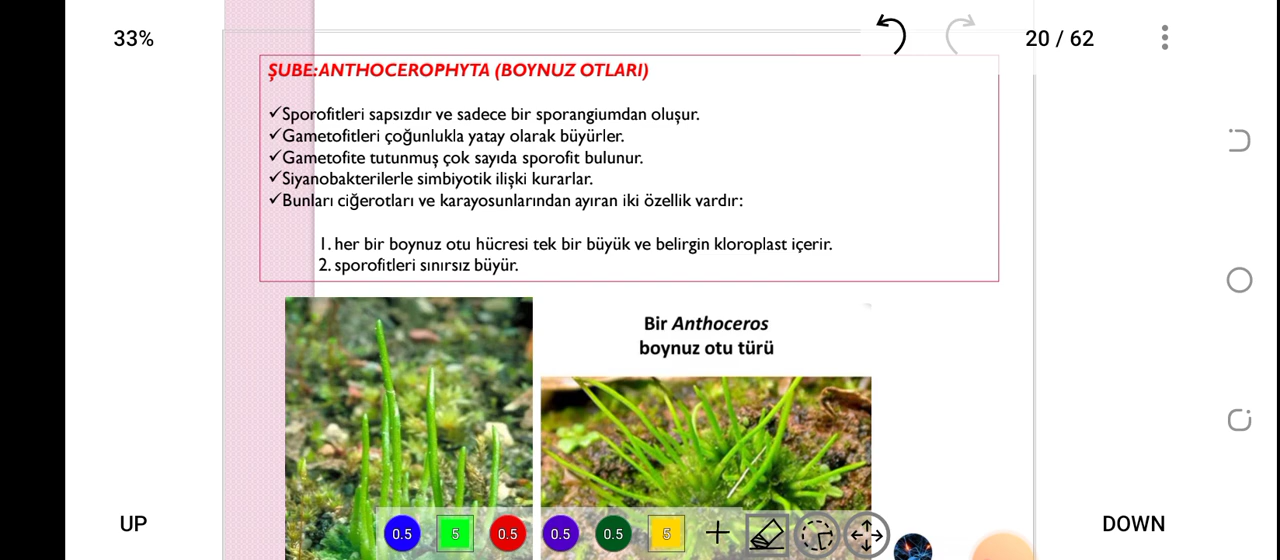 33%
20 / 62
ŞUBE:ANTHOCEROPHYTA (BOYNUZ OTLARI)
✓Sporofitleri sapsızdır ve sadece bir sporangiumdan oluşur.
✓Gametofitleri çoğunlukla yatay olarak büyürler.
✓Gametofite tutunmuş çok sayıda sporofit bulunur.
✓Siyanobakterilerle simbiyotik ilişki kurarlar.
✓Bunları ciğerotları ve karayosunlarından ayıran iki özellik vardır:
1. her bir boynuz otu hücresi tek bir büyük ve belirgin kloroplast içerir.
2. sporofitleri sınırsız büyür.
Bir Anthoceros
boynuz otu türü
UP
0.5 5 0.5 0.5 0.5 5
DOWN